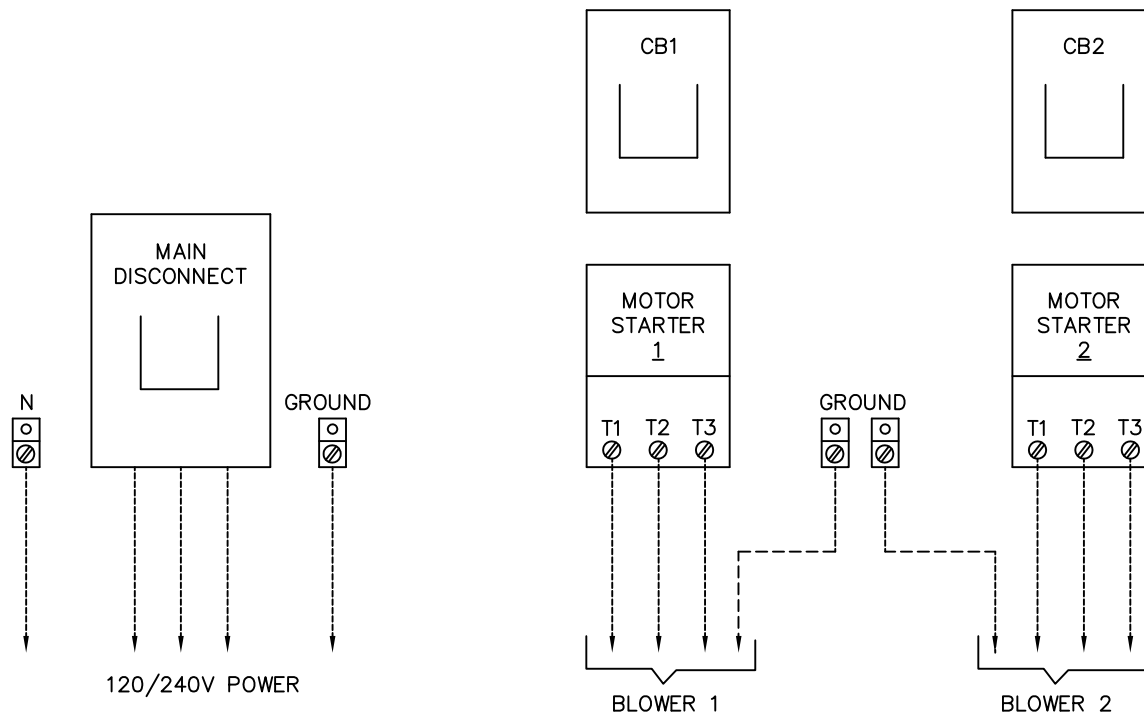 CB1
CB2
MAIN
DISCONNECT
MOTOR
STARTER
1
MOTOR
STARTER
2
N
GROUND
GROUND
T1 T2 T3
T1 T2 T3
120/240V POWER
BLOWER 1
BLOWER 2